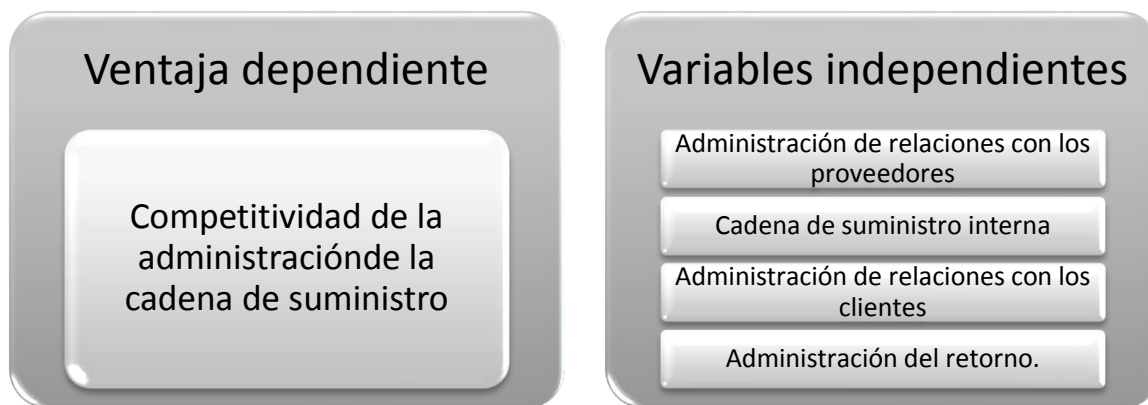 Ventaja dependiente
Competitividad de la
administraciónde la
cadena de suministro
Variables independientes
Administración de relaciones con los
proveedores
Cadena de suministro interna
Administración de relaciones con los
clientes
Administración del retorno.